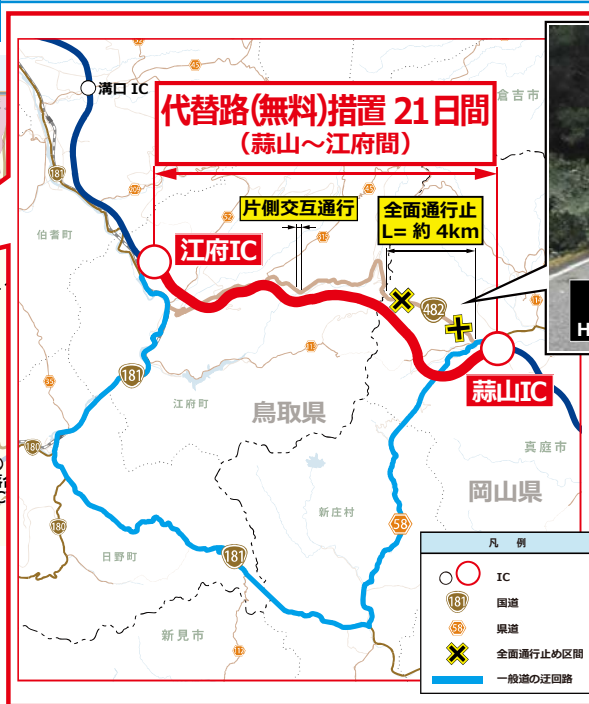 溝口 IC
代替路(無料)措置 21日間
(蒜山～江府間)
倉吉市
片側交互通行
全面通行止
L= 約 4km
181
伯耆町
江府IC
482
蒜山IC
H
181
江府町
鳥取県
真庭市
岡山県
新庄村
58
180
180
日野町
181
新見市
凡 例
IC
181
国道
58
県道
全面通行止め区間
一般道の迂回路